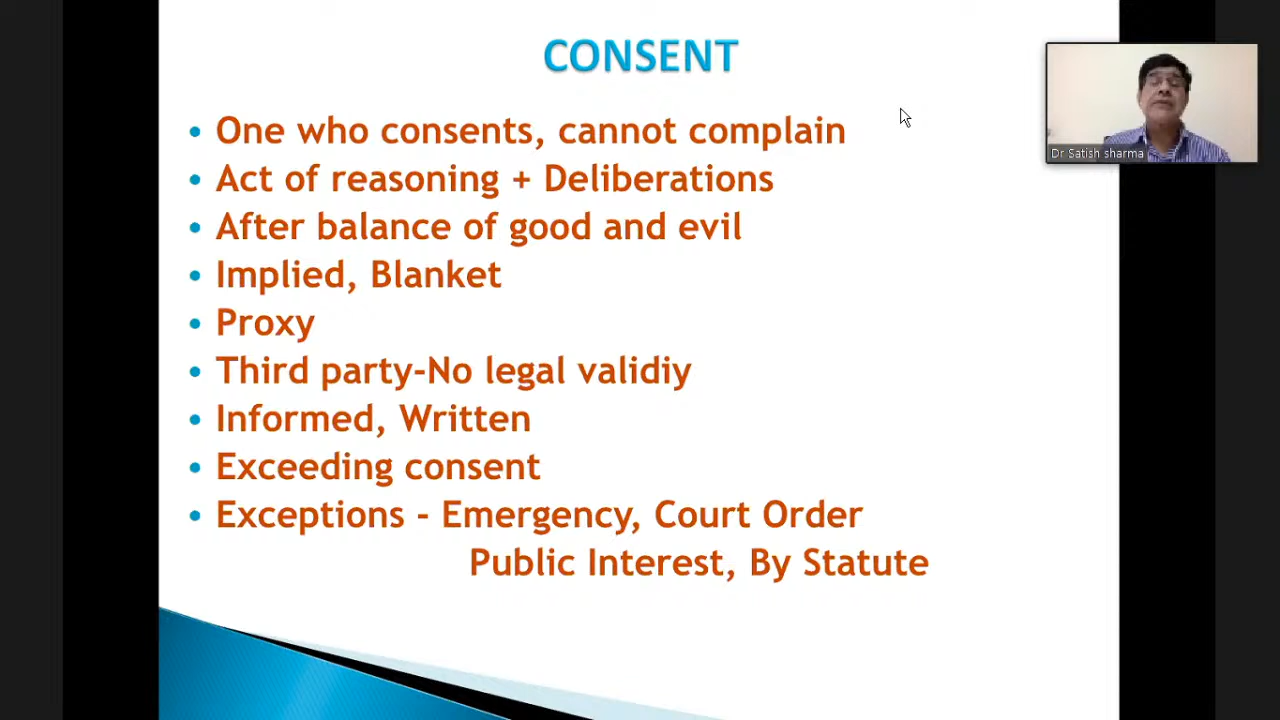 CONSENT
One who consents, cannot complain
Act of reasoning + Deliberations
After balance of good and evil
Implied, Blanket
Proxy
Third party-No legal validiy
Informed, Written
Exceeding consent
Exceptions - Emergency, Court Order
Public Interest, By Statute
Dr Satish sharma